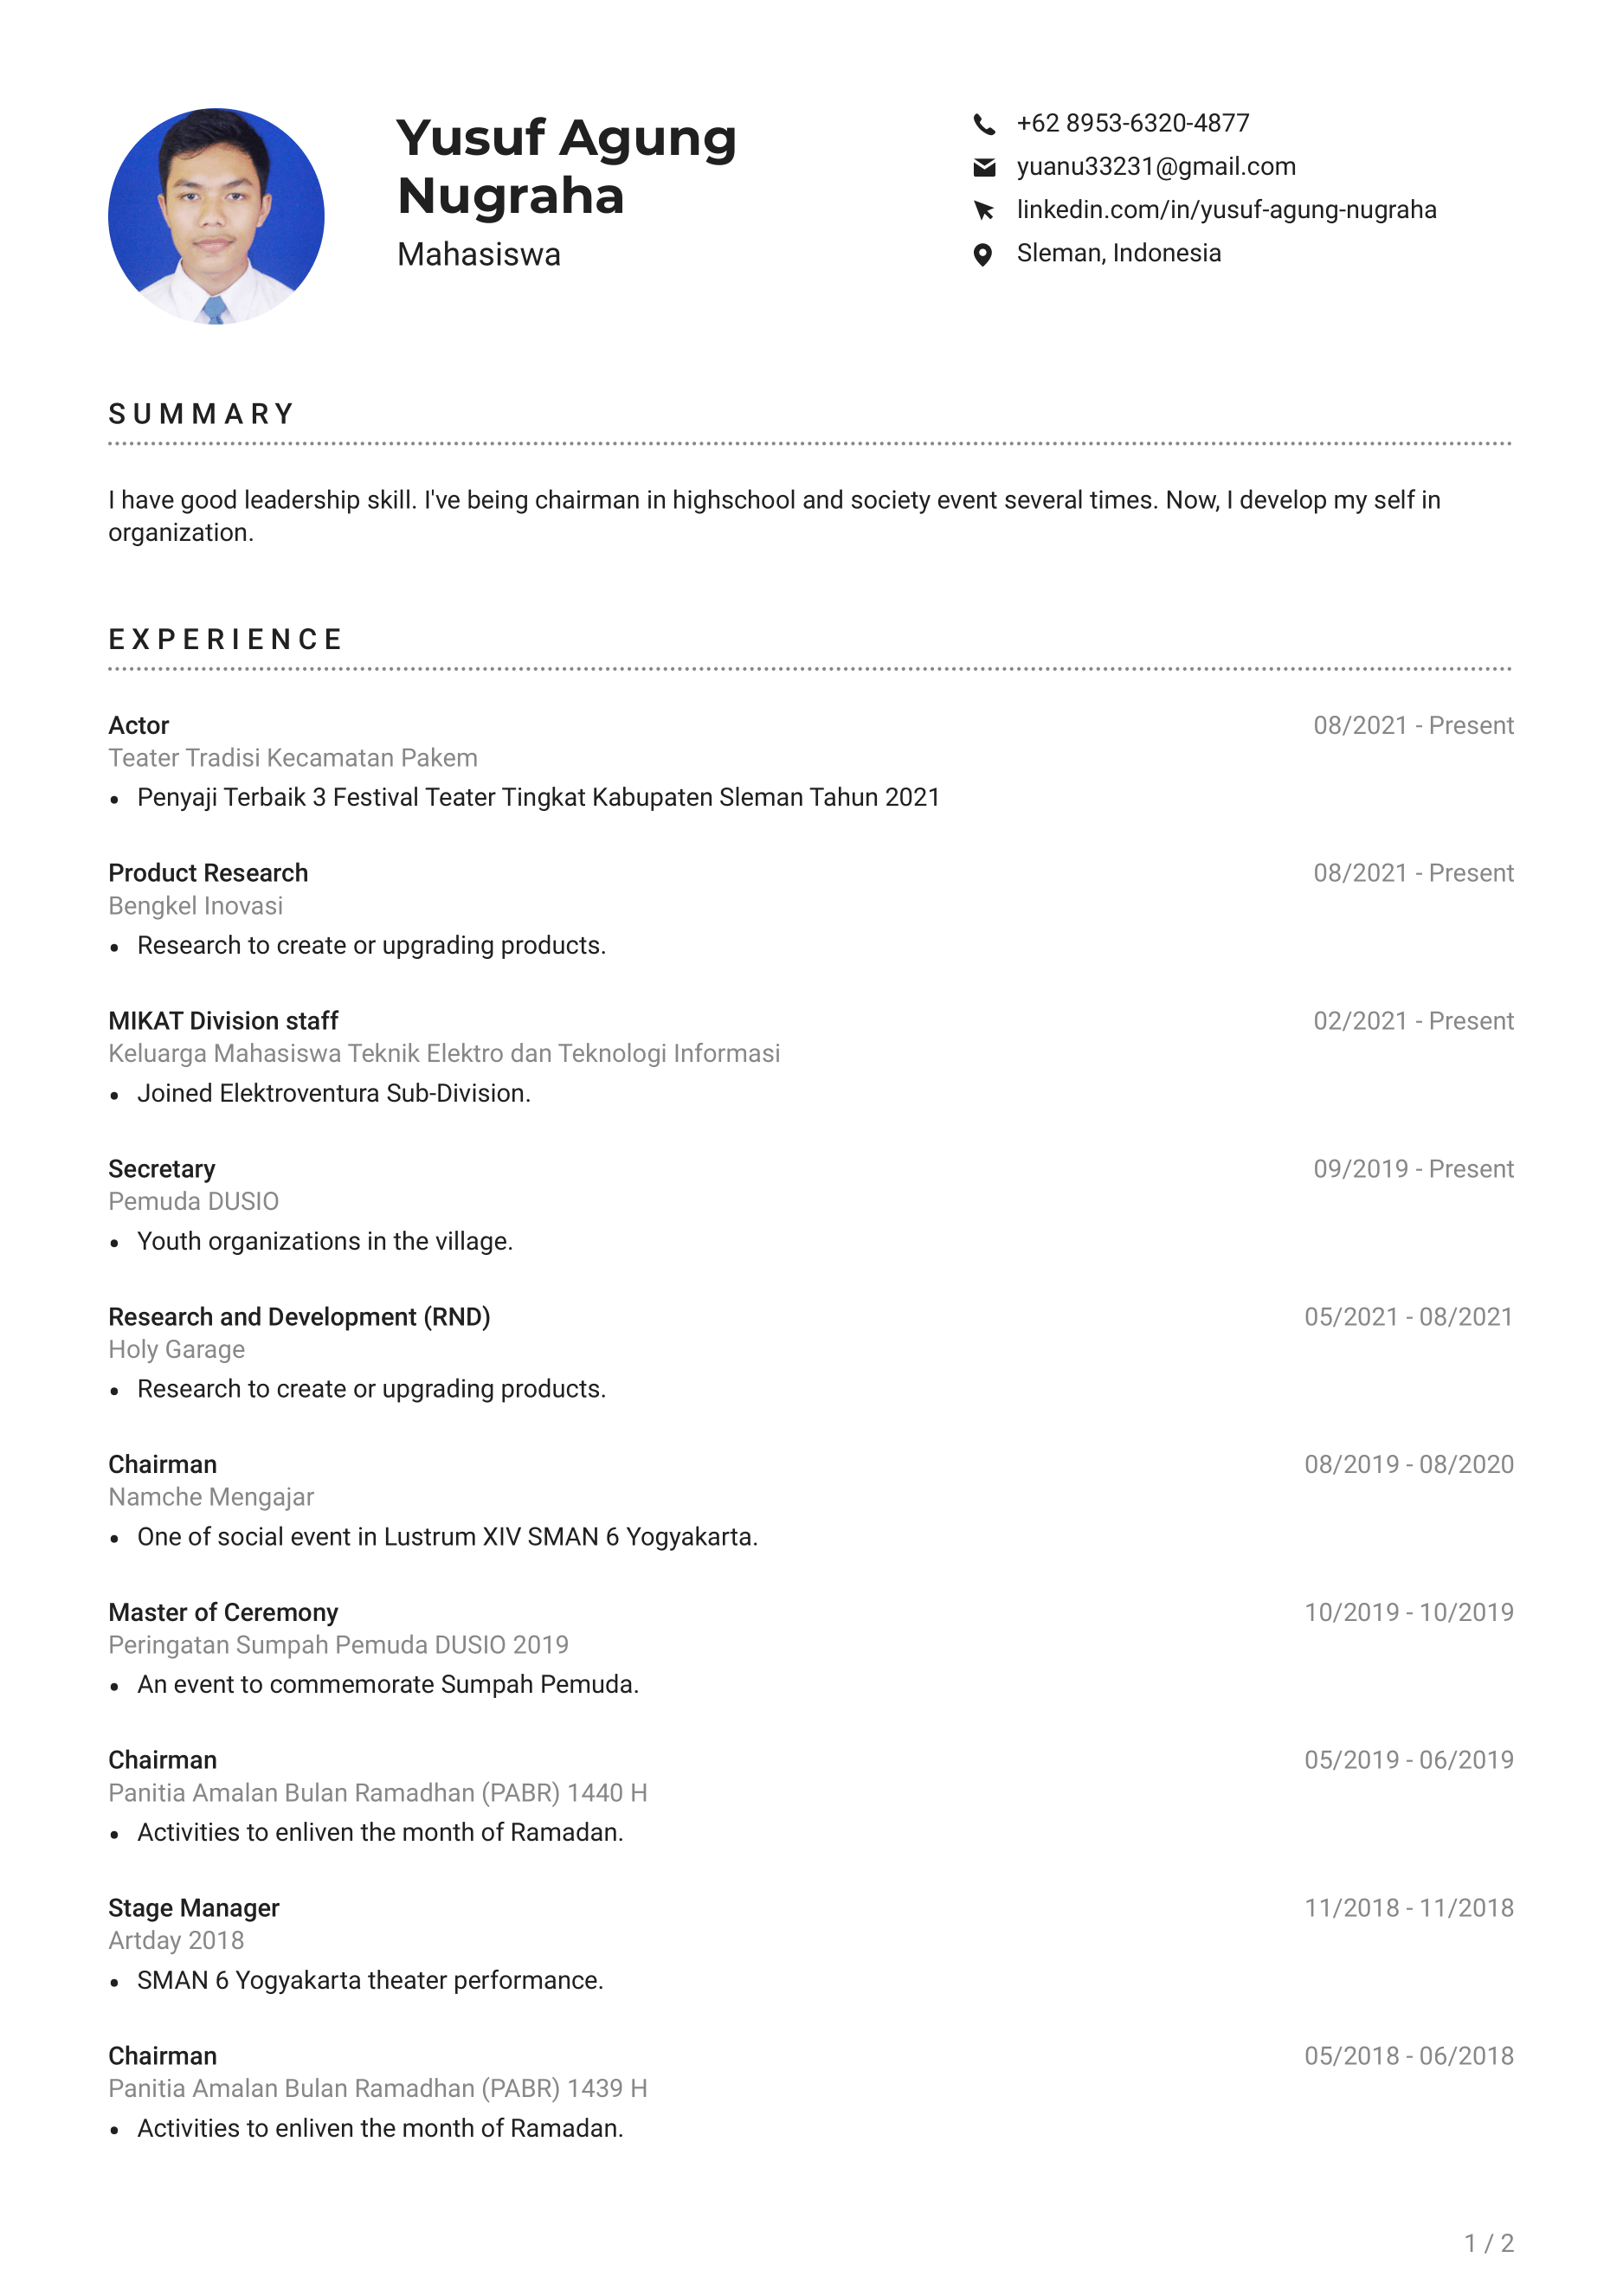 Yusuf Agung
Nugraha
Mahasiswa
+62 8953-6320-4877
yuanu33231@gmail.com
linkedin.com/in/yusuf-agung-nugraha
Sleman, Indonesia
SUMMARY
I have good leadership skill. I've being chairman in highschool and society event several times. Now, I develop my self in
organization.
EXPERIENCE
Actor 08/2021 - Present
Teater Tradisi Kecamatan Pakem
• Penyaji Terbaik 3 Festival Teater Tingkat Kabupaten Sleman Tahun 2021
Product Research 08/2021 - Present
Bengkel Inovasi
• Research to create or upgrading products.
MIKAT Division staff 02/2021 - Present
Keluarga Mahasiswa Teknik Elektro dan Teknologi Informasi
• Joined Elektroventura Sub-Division.
Secretary 09/2019 - Present
Pemuda DUSIO
• Youth organizations in the village.
Research and Development (RND) 05/2021 - 08/2021
Holy Garage
• Research to create or upgrading products.
Chairman 08/2019 - 08/2020
Namche Mengajar
• One of social event in Lustrum XIV SMAN 6 Yogyakarta.
Master of Ceremony 10/2019 - 10/2019
Peringatan Sumpah Pemuda DUSIO 2019
• An event to commemorate Sumpah Pemuda.
Chairman 05/2019 - 06/2019
Panitia Amalan Bulan Ramadhan (PABR) 1440 H
• Activities to enliven the month of Ramadan.
Stage Manager 11/2018 - 11/2018
Artday 2018
• SMAN 6 Yogyakarta theater performance.
Chairman 05/2018 - 06/2018
Panitia Amalan Bulan Ramadhan (PABR) 1439 H
• Activities to enliven the month of Ramadan.
1 / 2